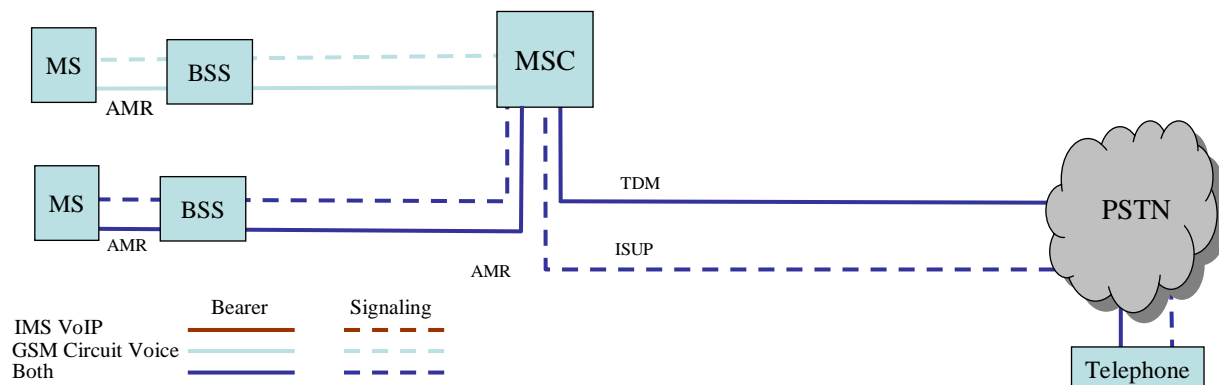 MS
BSS
MSC
AMR
MS
BSS
TDM
PSTN
AMR
ISUP
AMR
Bearer Signaling
IMS VoIP
GSM Circuit Voice
Both
Telephone